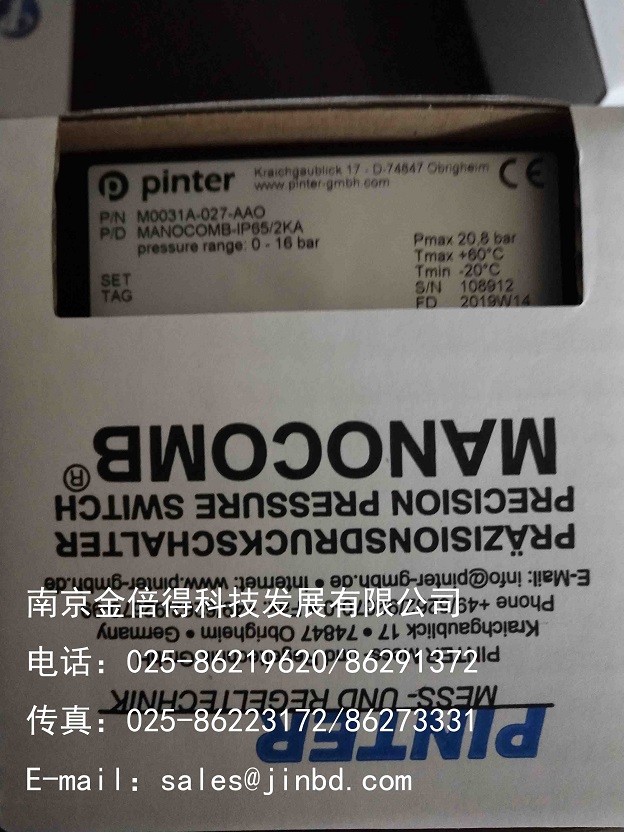 pinter
Kraichgaublick 17 - D-74847 Obrigheim
www.pinter-gmbh.com
CE
P/N M0031A-027-AAO
P/D MANOCOMB-IP65/2KA
pressure range: 0 - 16 bar
Pmax 20,8 bar
Tmax +60°C
Tmin -20°C
SET
TAG
S/N 108912
FD 2019W14
MANOCOMB®
PRECISION PRESSURE SWITCH
PRÄZISIONSDRUCKSCHALTER
E-Mail: info@pinter-gmbh.de • Internet: www.pinter-gmbh.de
南京金倍得科技发展有限公司
Phone +49
Kraichgaublick 17 • 74847 Obrigheim • Germany
电话：025-86219620/86291372
PINTER
MESS- UND REGELTECHNIK
传真：025-86223172/86273331
PINTER
E-mail：sales@jinbd.com